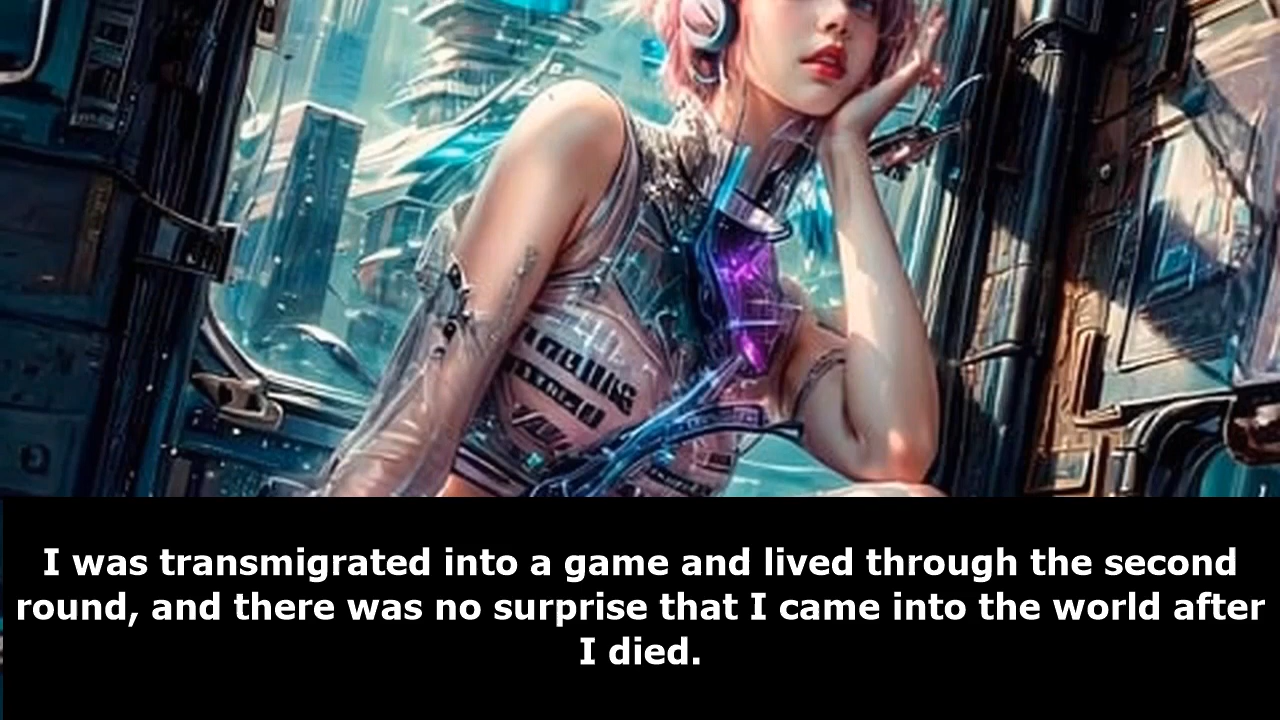 I was transmigrated into a game and lived through the second
round, and there was no surprise that I came into the world after
I died.